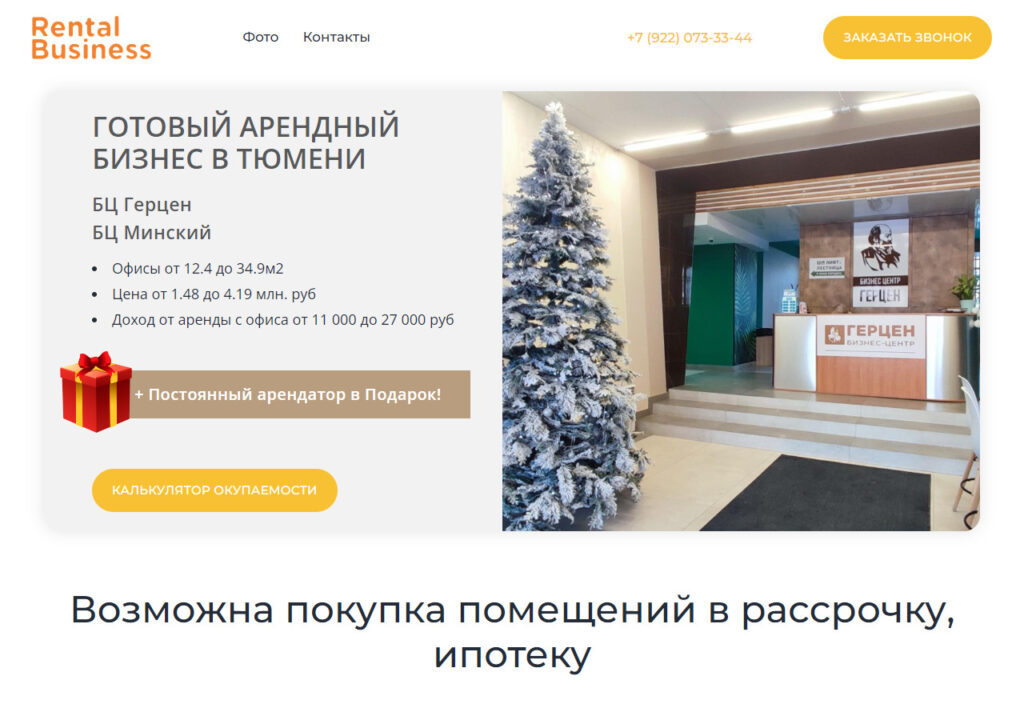 Rental
Business
Фото
Контакты
+7 (922) 073-33-44
ЗАКАЗАТЬ ЗВОНОК
ГОТОВЫЙ АРЕНДНЫЙ
БИЗНЕС В ТЮМЕНИ
БЦ Герцен
БЦ Минский
• Офисы от 12.4 до 34.9м2
• Цена от 1.48 до 4.19 млн. руб
• Доход от аренды с офиса от 11 000 до 27 000 руб
+ Постоянный арендатор в Подарок!
КАЛЬКУЛЯТОР ОКУПАЕМОСТИ
БИЗНЕС ЦЕНТР
ГЕРЦЕН
ГЕРЦЕН
БИЗНЕС-ЦЕНТР
Возможна покупка помещений в рассрочку,
ипотеку